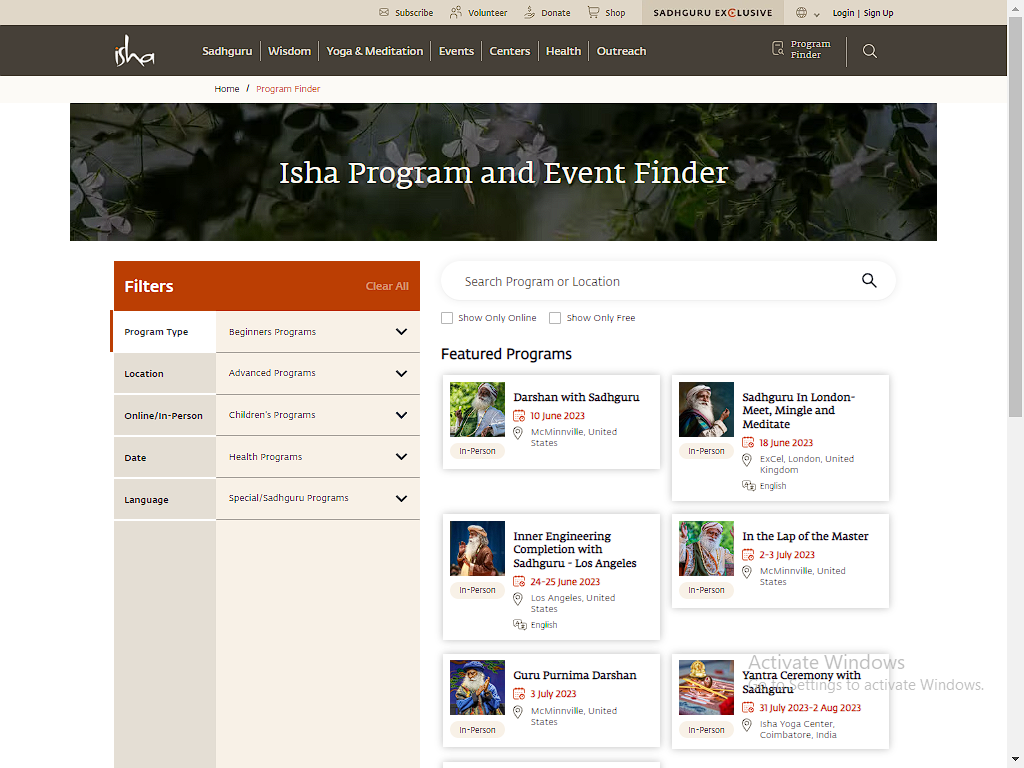 Subscribe Volunteer Donate Shop SADHGURU EXCLUSIVE Login | Sign Up
isha Sadhguru Wisdom Yoga & Meditation Events Centers Health Outreach Program Finder
Home / Program Finder
Isha Program and Event Finder
Filters Clear All
Program Type
Location
Online/In-Person
Date
Language
Beginners Programs
Advanced Programs
Children's Programs
Health Programs
Special/Sadhguru Programs
Search Program or Location
Show Only Online Show Only Free
Featured Programs
Darshan with Sadhguru
10 June 2023
McMinnville, United
States
In-Person
Sadhguru In London-
Meet, Mingle and
Meditate
18 June 2023
ExCel, London, United
Kingdom
English
In-Person
Inner Engineering
Completion with
Sadhguru - Los Angeles
24-25 June 2023
Los Angeles, United
States
English
In-Person
In the Lap of the Master
2-3 July 2023
McMinnville, United
States
In-Person
Guru Purnima Darshan
3 July 2023
McMinnville, United
States
In-Person
Yantra Ceremony with
Sadhguru
31 July 2023-2 Aug 2023
Isha Yoga Center,
Coimbatore, India
In-Person
Activate Windows
Go to Settings to activate Windows.